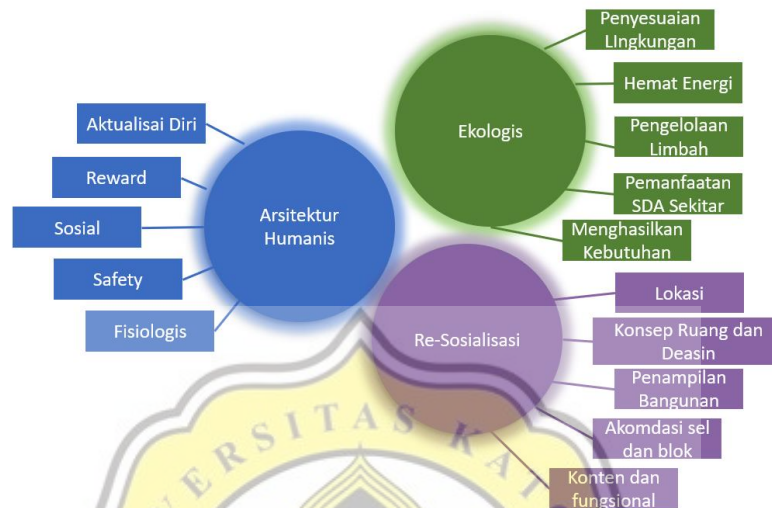 Aktualisai Diri
Reward
Sosial
Safety
Fisiologis
Arsitektur
Humanis
Ekologis
Penyesuaian
LIngkungan
Hemat Energi
Pengelolaan
Limbah
Pemanfaatan
SDA Sekitar
Menghasilkan
Kebutuhan
Re-Sosialisasi
Lokasi
Konsep Ruang dan
Deasin
Penampilan
Bangunan
Akomdasi sel
dan blok
Konten dan
fungsional